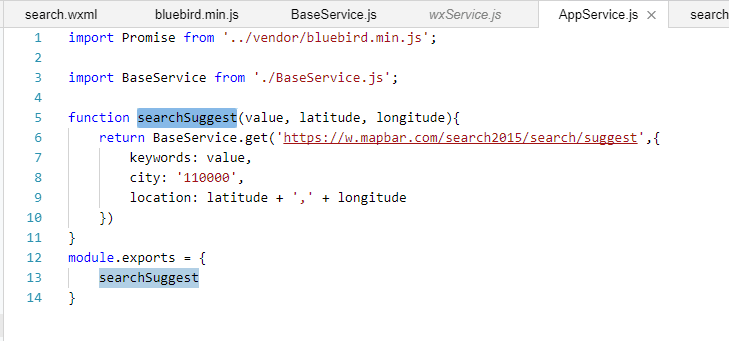 search.wxml bluebird.min.js BaseService.js wxService.js AppService.js × search
1 import Promise from '../vendor/bluebird.min.js';
2
3 import BaseService from './BaseService.js';
4
5 function searchSuggest(value, latitude, longitude){
6 return BaseService.get('https://w.mapbar.com/search2015/search/suggest',{
7 keywords: value,
8 city: '110000',
9 location: latitude + ',' + longitude
10 })
11 }
12 module.exports = {
13 searchSuggest
14 }